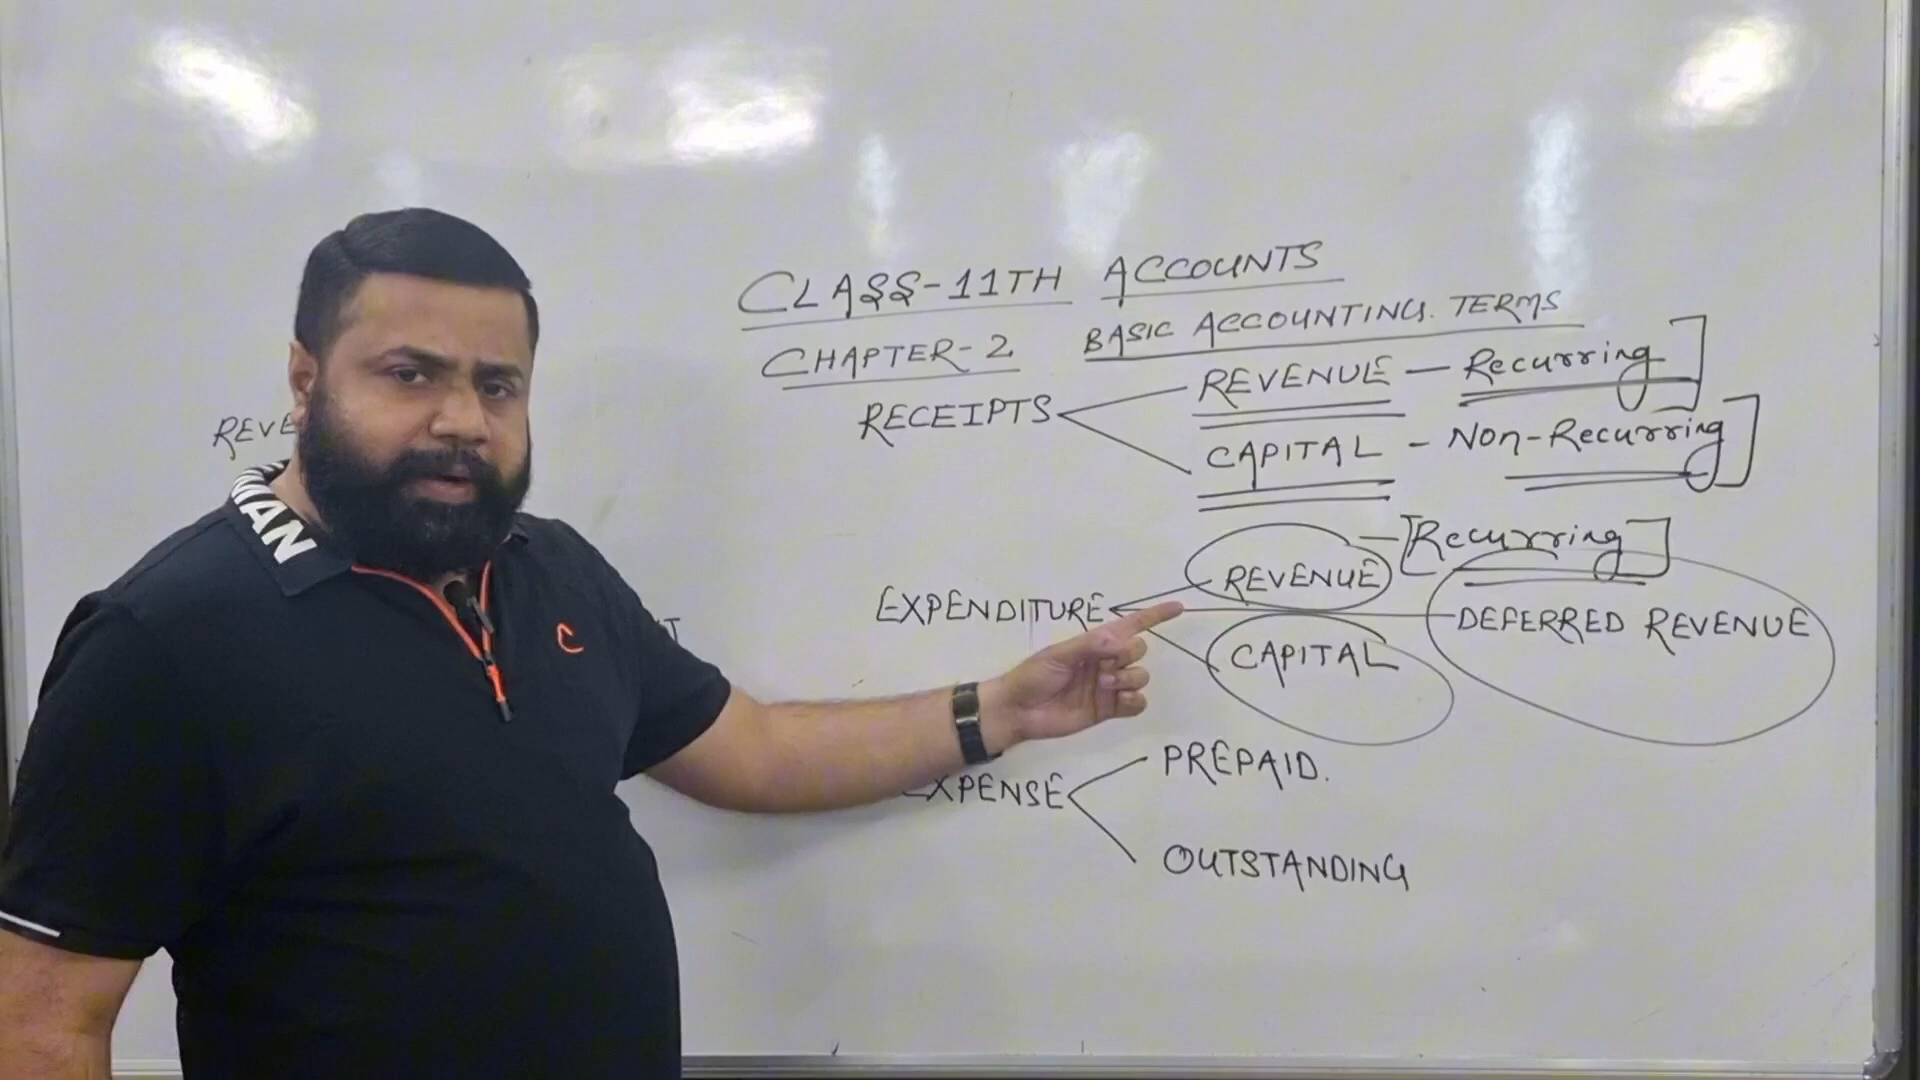 CLASS-11TH ACCOUNTS
CHAPTER-2 BASIC ACCOUNTING. TERMS
RECEIPTS REVENUE - Recurring
CAPITAL - Non-Recurring
EXPENDITURE REVENUE - [Recurring]
DEFERRED REVENUE
CAPITAL
PREPAID.
OUTSTANDING
C